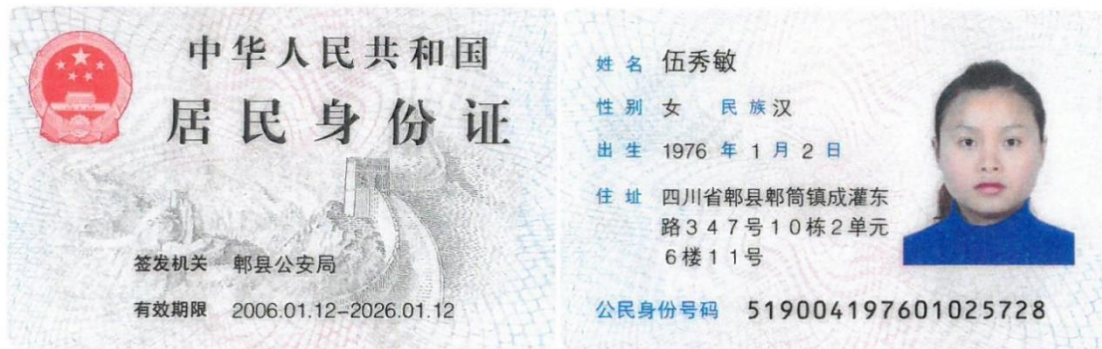 中华人民共和国
居民身份证
签发机关 郫县公安局
有效期限 2006.01.12-2026.01.12
姓名 伍秀敏
性别 女 民族 汉
出生 1976 年 1 月 2 日
住址 四川省郫县郫筒镇成灌东
路347号10栋2单元
6楼11号
公民身份号码 519004197601025728